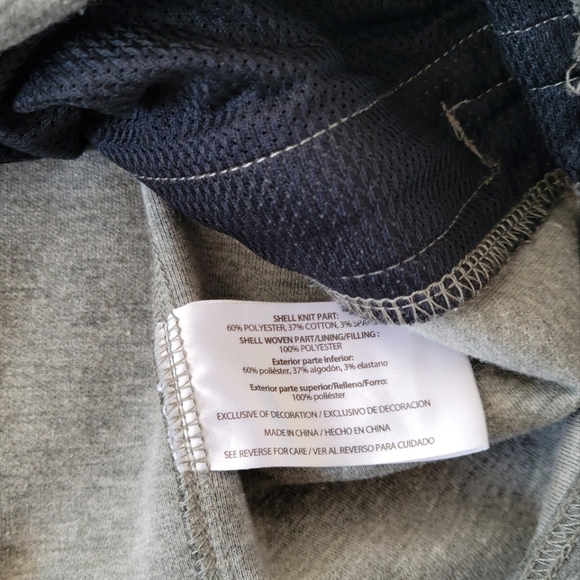 SHELL KNIT PART:
60% POLYESTER, 37% COTTON, 3%
SHELL WOVEN PART/LINING/FILLING :
100% POLYESTER
Exterior parte inferior:
60% poliéster, 37% algodón, 3% elastano
Exterior parte superior/Relleno/Forro:
100% poliéster
EXCLUSIVE OF DECORATION / EXCLUSIVO DE DECORACION
MADE IN CHINA / HECHO EN CHINA
SEE REVERSE FOR CARE / VER AL REVERSO PARA CUIDADO